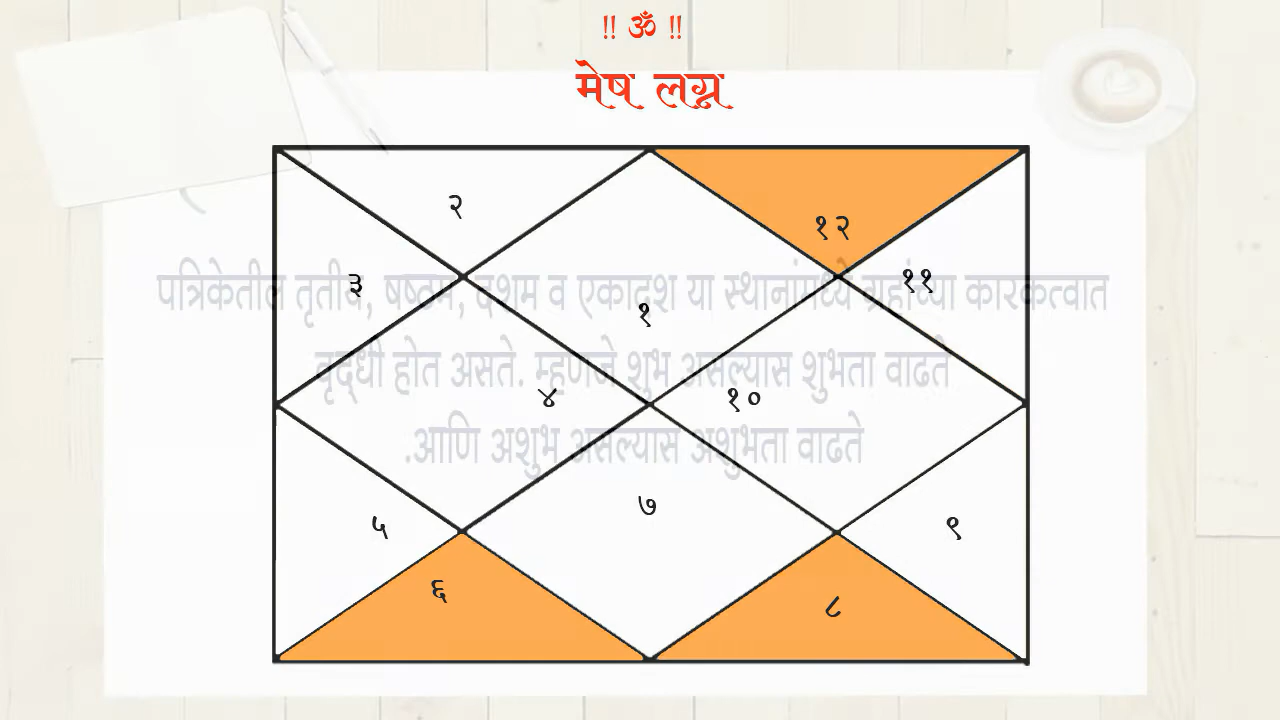 !! ॐ !!
मेष लग्न
२
१२
३
११
पत्रिकेतील तृतीय, षष्ठम, दशम व एकादश या स्थानांमध्ये ग्रहांच्या कारकत्वात
१
वृद्धी होत असते. म्हणजे शुभ असल्यास शुभता वाढते
४
१०
.आणि अशुभ असल्यास अशुभता वाढते
७
५
९
६
८